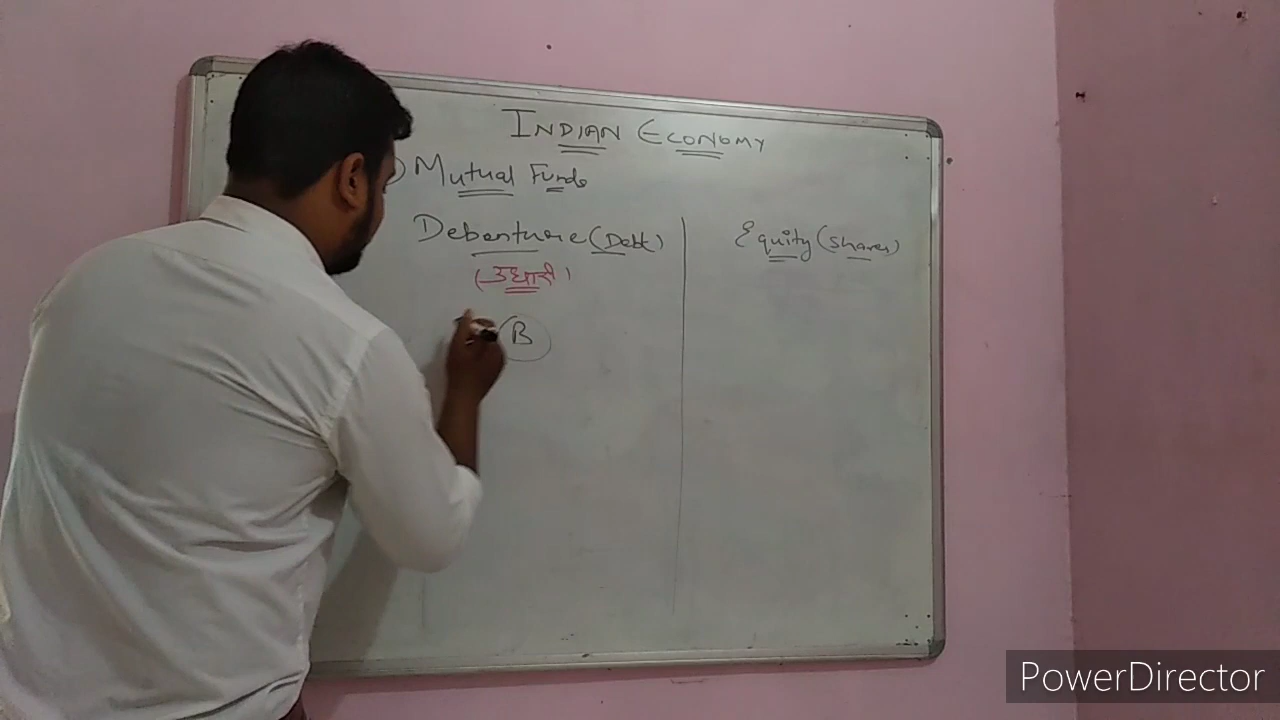 INDIAN ECONOMY
) Mutual Funds
Debenture (Debt)
Equity (Shares)
(उधारी)
B
PowerDirector